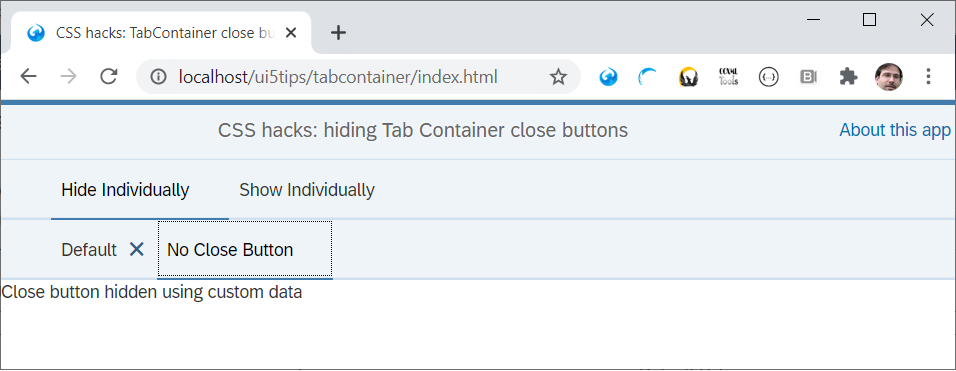 CSS hacks: TabContainer close bu
localhost/ui5tips/tabcontainer/index.html
CSS hacks: hiding Tab Container close buttons
About this app
Hide Individually
Show Individually
Default
No Close Button
Close button hidden using custom data